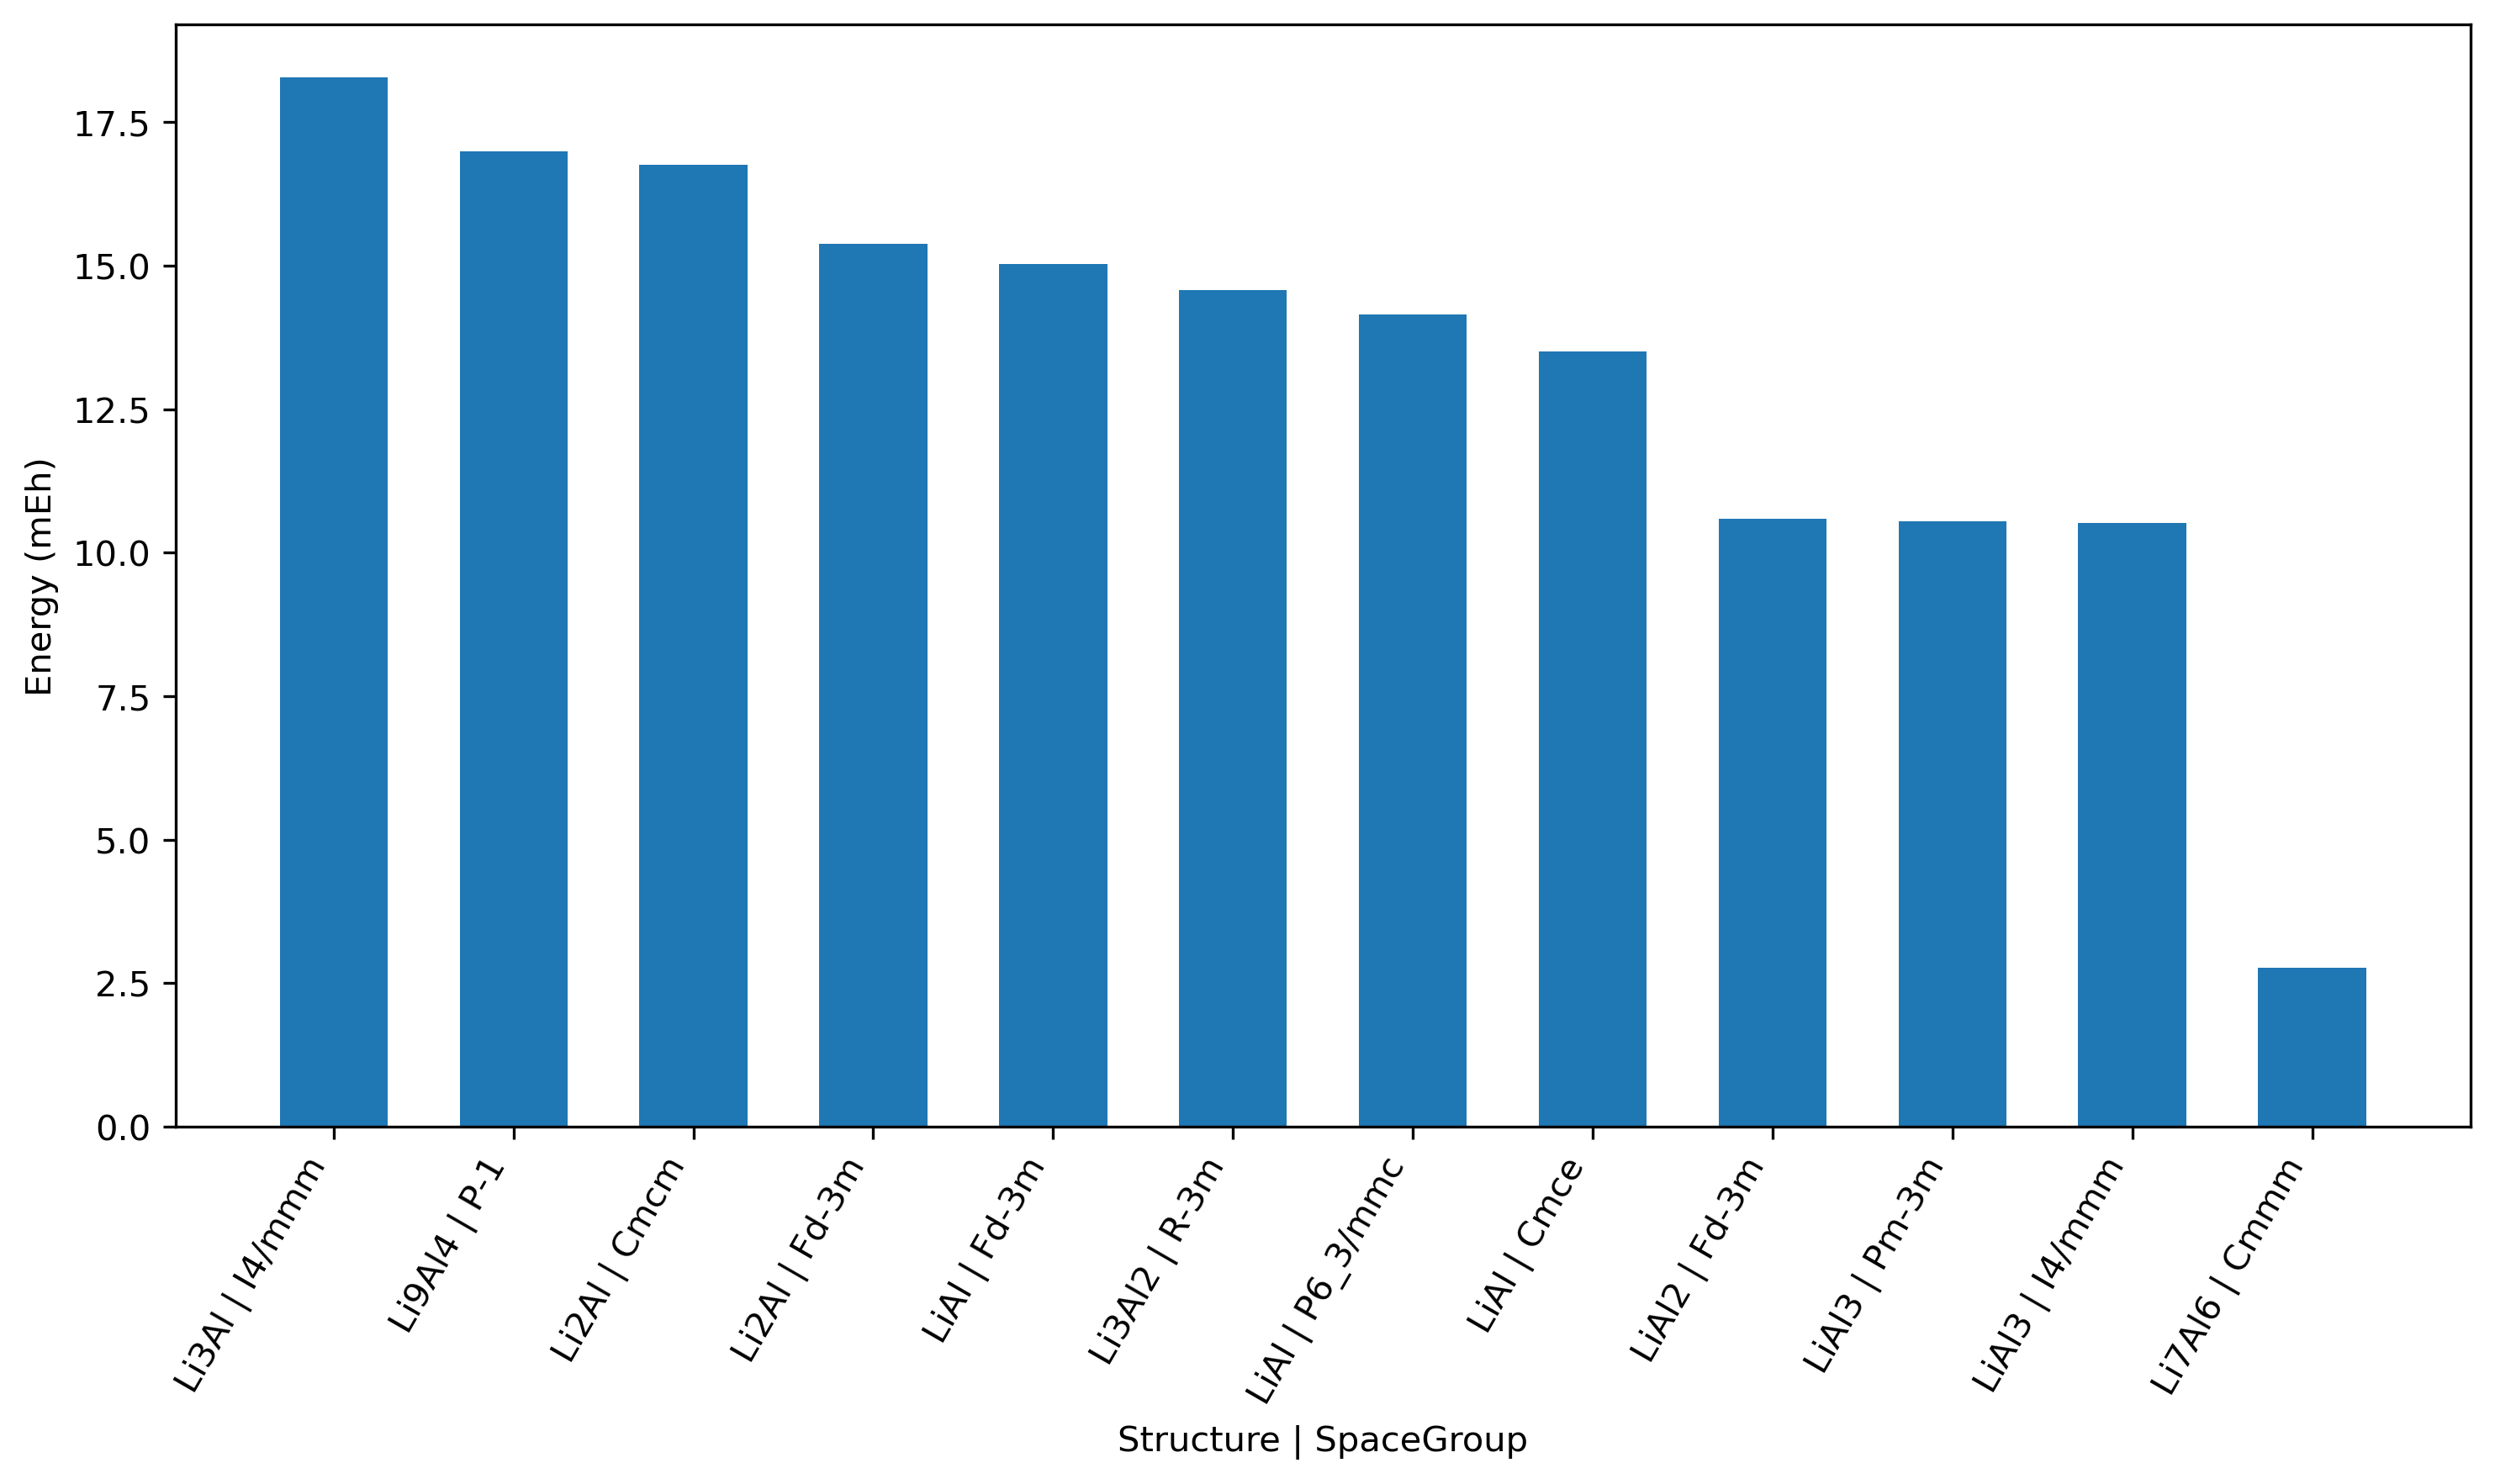 Energy (mEh)
17.5
15.0
12.5
10.0
7.5
5.0
2.5
0.0
Li3Al | I4/mmm
Li9Al4 | P-1
Li2Al | Cmcm
Li2Al | Fd-3m
LiAl | Fd-3m
Li3Al2 | R-3m
LiAl | P6_3/mmc
LiAl | Cmce
LiAl2 | Fd-3m
LiAl3 | Pm-3m
LiAl3 | I4/mmm
Li7Al6 | Cmmm
Structure | SpaceGroup